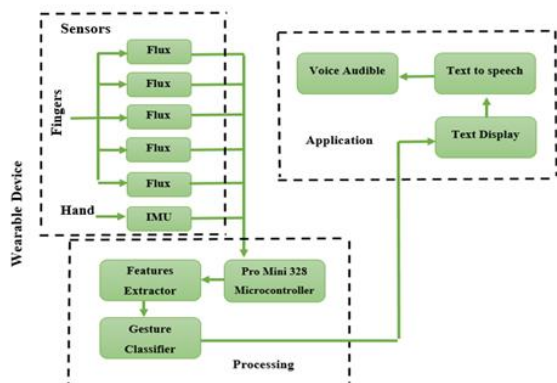 Sensors
Flux
Flux
Flux
Flux
Flux
IMU
Fingers
Hand
Wearable Device
Voice Audible
Text to speech
Text Display
Application
Features
Extractor
Pro Mini 328
Microcontroller
Gesture
Classifier
Processing